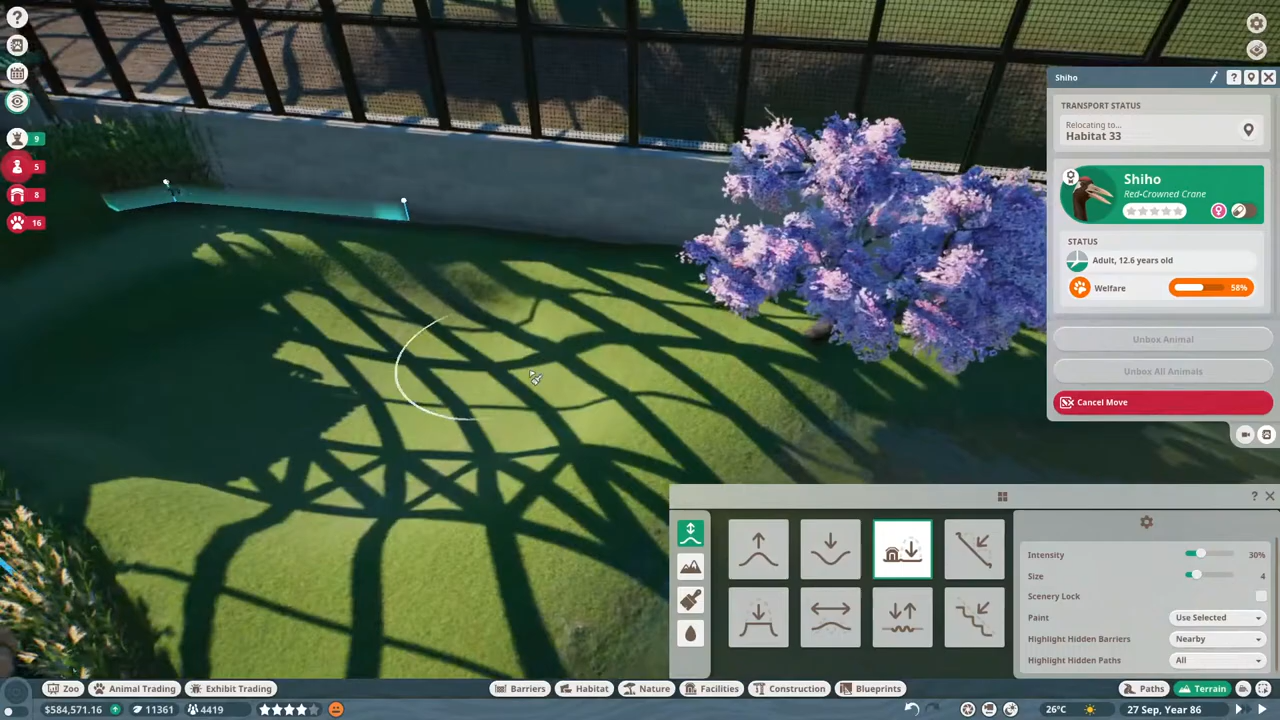 ?
9
5
8
16
Shiho
?
TRANSPORT STATUS
Relocating to...
Habitat 33
Shiho
Red-Crowned Crane
STATUS
Adult, 12.6 years old
Welfare
58%
Unbox Animal
Unbox All Animals
Cancel Move
?
Intensity
30%
Size
4
Scenery Lock
Paint
Use Selected
Highlight Hidden Barriers
Nearby
Highlight Hidden Paths
All
Zoo
Animal Trading
Exhibit Trading
Barriers
Habitat
Nature
Facilities
Construction
Blueprints
Paths
Terrain
$584,571.16
11361
4419
26°C
27 Sep, Year 86